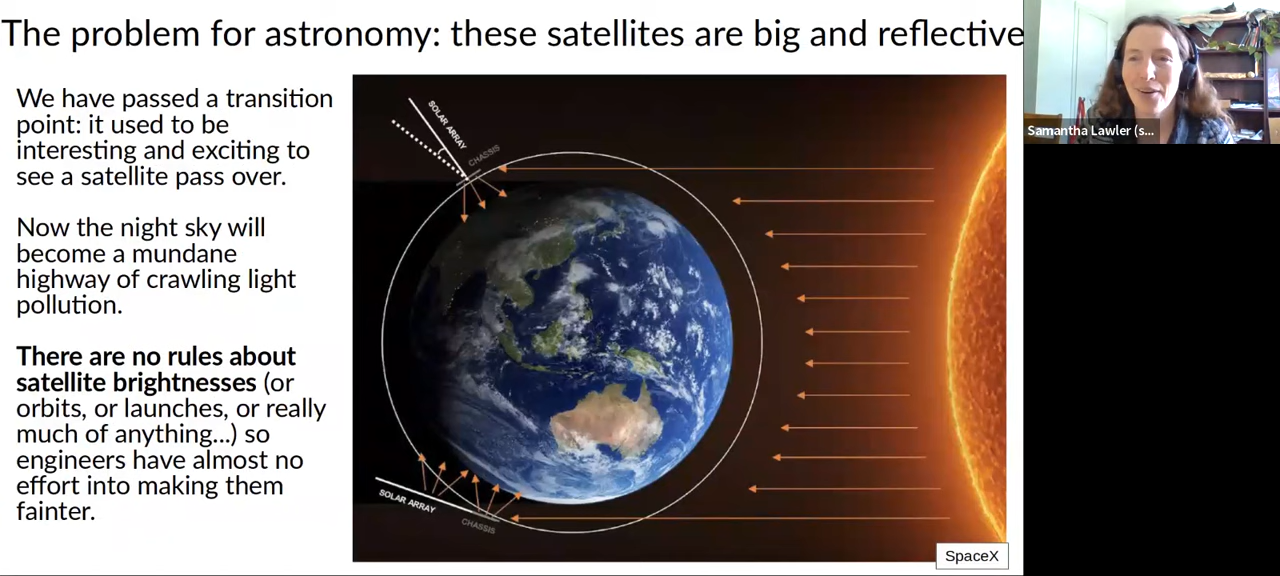 The problem for astronomy: these satellites are big and reflective
We have passed a transition
point: it used to be
interesting and exciting to
see a satellite pass over.
Now the night sky will
become a mundane
highway of crawling light
pollution.
There are no rules about
satellite brightnesses (or
orbits, or launches, or really
much of anything...) so
engineers have almost no
effort into making them
fainter.
SOLAR ARRAY
CHASSIS
SOLAR ARRAY
CHASSIS
SpaceX
Samantha Lawler (s...